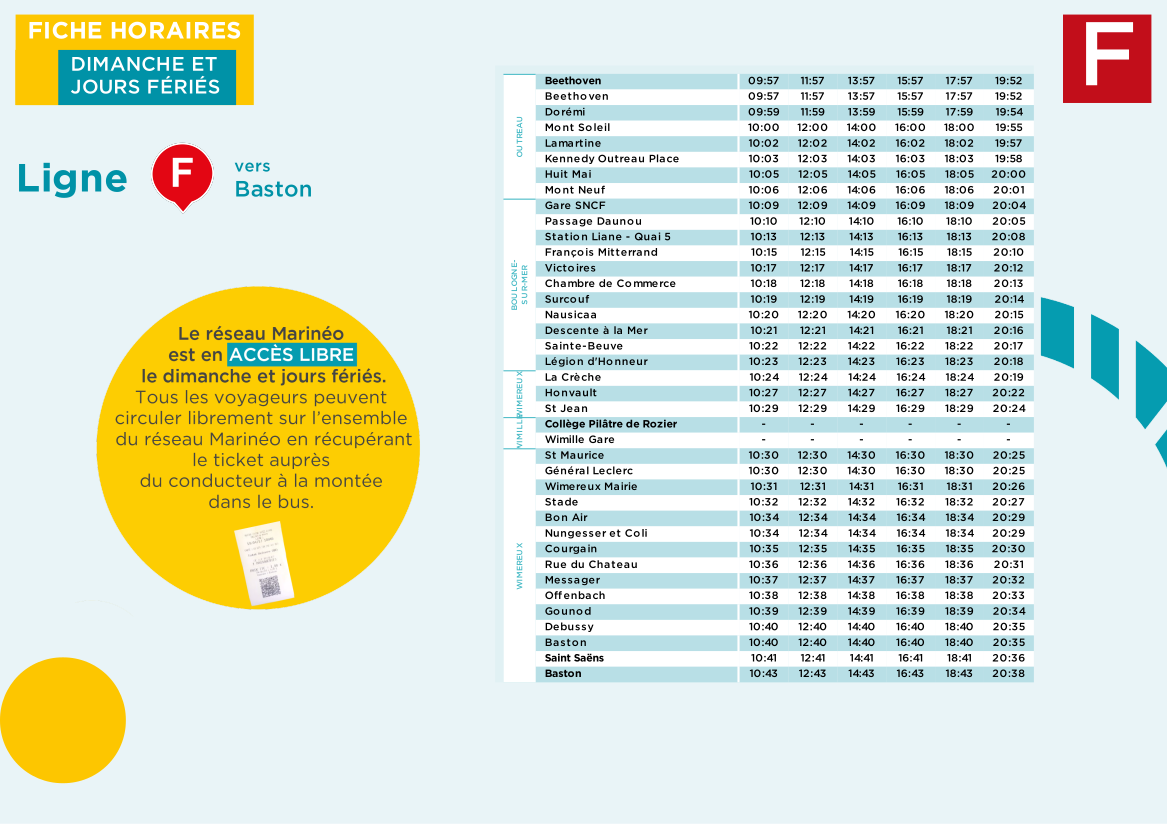 FICHE HORAIRES
DIMANCHE ET
JOURS FÉRIÉS
F
Ligne F vers
Baston
Le réseau Marinéo
est en ACCÈS LIBRE
le dimanche et jours fériés.
Tous les voyageurs peuvent
circuler librement sur l'ensemble
du réseau Marinéo en récupérant
le ticket auprès
du conducteur à la montée
dans le bus.
OUTREAU
Beethoven 09:57 11:57 13:57 15:57 17:57 19:52
Beethoven 09:57 11:57 13:57 15:57 17:57 19:52
Dorémi 09:59 11:59 13:59 15:59 17:59 19:54
Mont Soleil 10:00 12:00 14:00 16:00 18:00 19:55
Lamartine 10:02 12:02 14:02 16:02 18:02 19:57
Kennedy Outreau Place 10:03 12:03 14:03 16:03 18:03 19:58
Huit Mai 10:05 12:05 14:05 16:05 18:05 20:00
Mont Neuf 10:06 12:06 14:06 16:06 18:06 20:01
BOULOGNE-
SUR-MER
Gare SNCF 10:09 12:09 14:09 16:09 18:09 20:04
Passage Daunou 10:10 12:10 14:10 16:10 18:10 20:05
Station Liane - Quai 5 10:13 12:13 14:13 16:13 18:13 20:08
François Mitterrand 10:15 12:15 14:15 16:15 18:15 20:10
Victoires 10:17 12:17 14:17 16:17 18:17 20:12
Chambre de Commerce 10:18 12:18 14:18 16:18 18:18 20:13
Surcouf 10:19 12:19 14:19 16:19 18:19 20:14
Nausicaa 10:20 12:20 14:20 16:20 18:20 20:15
Descente à la Mer 10:21 12:21 14:21 16:21 18:21 20:16
Sainte-Beuve 10:22 12:22 14:22 16:22 18:22 20:17
Légion d'Honneur 10:23 12:23 14:23 16:23 18:23 20:18
WIMEREUX
La Crèche 10:24 12:24 14:24 16:24 18:24 20:19
Honvault 10:27 12:27 14:27 16:27 18:27 20:22
St Jean 10:29 12:29 14:29 16:29 18:29 20:24
Collège Pilâtre de Rozier - - - - - -
Wimille Gare - - - - - -
WIMEREUX
St Maurice 10:30 12:30 14:30 16:30 18:30 20:25
Général Leclerc 10:30 12:30 14:30 16:30 18:30 20:25
Wimereux Mairie 10:31 12:31 14:31 16:31 18:31 20:26
Stade 10:32 12:32 14:32 16:32 18:32 20:27
Bon Air 10:34 12:34 14:34 16:34 18:34 20:29
Nungesser et Coli 10:34 12:34 14:34 16:34 18:34 20:29
Courgain 10:35 12:35 14:35 16:35 18:35 20:30
Rue du Chateau 10:36 12:36 14:36 16:36 18:36 20:31
Messager 10:37 12:37 14:37 16:37 18:37 20:32
Offenbach 10:38 12:38 14:38 16:38 18:38 20:33
Gounod 10:39 12:39 14:39 16:39 18:39 20:34
Debussy 10:40 12:40 14:40 16:40 18:40 20:35
Baston 10:40 12:40 14:40 16:40 18:40 20:35
Saint Saëns 10:41 12:41 14:41 16:41 18:41 20:36
Baston 10:43 12:43 14:43 16:43 18:43 20:38